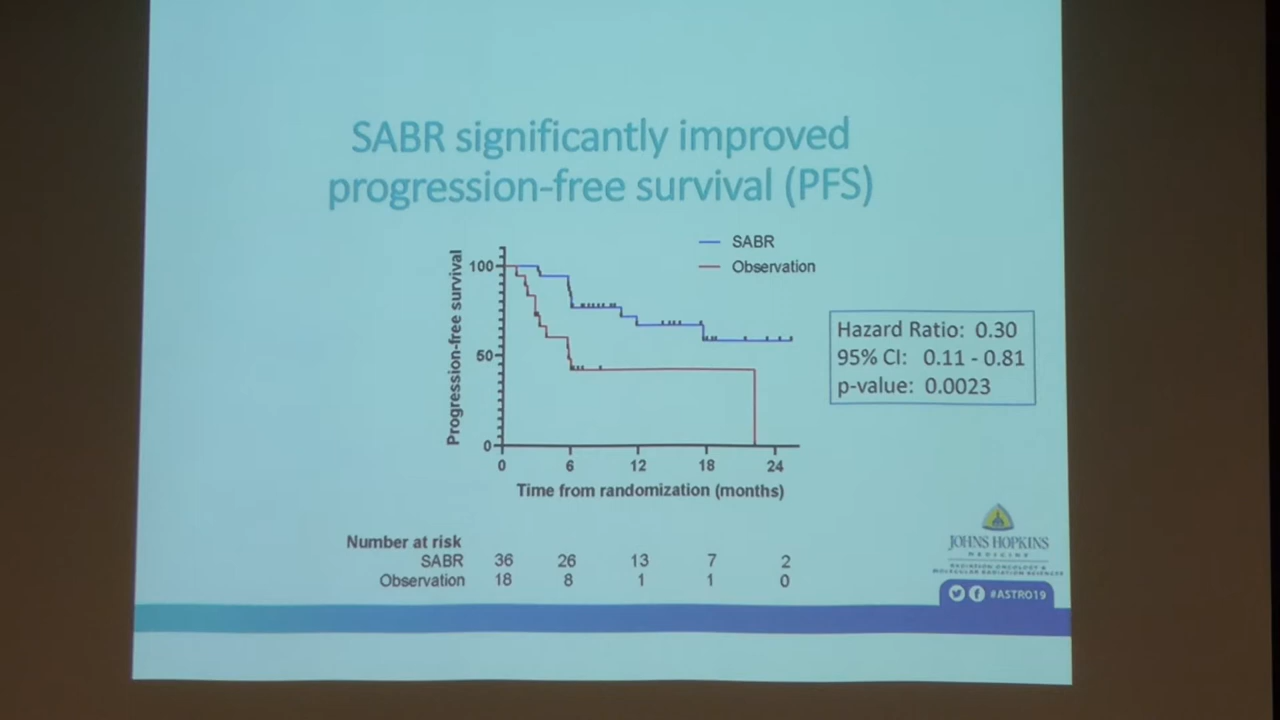 SABR significantly improved
progression-free survival (PFS)
SABR
Observation
Progression-free survival
100
50
0
0 6 12 18 24
Time from randomization (months)
Hazard Ratio: 0.30
95% CI: 0.11 - 0.81
p-value: 0.0023
Number at risk
SABR 36 26 13 7 2
Observation 18 8 1 1 0
JOHNS HOPKINS
MEDICINE
RADIATION ONCOLOGY &
MOLECULAR RADIATION SCIENCES
#ASTRO19